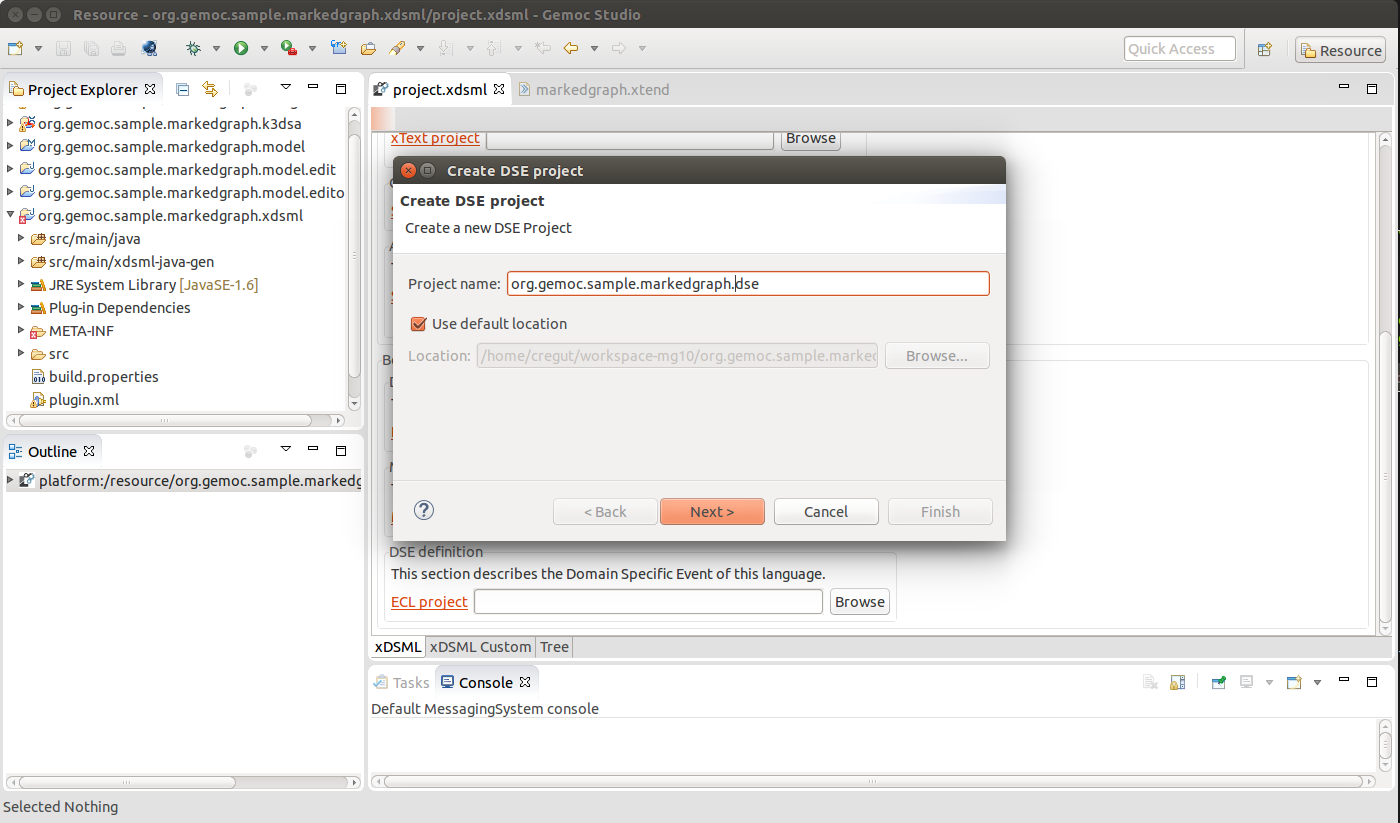 Resource - org.gemoc.sample.markedgraph.xdsml/project.xdsml - Gemoc Studio
Quick Access
Resource
Project Explorer
project.xdsml
markedgraph.xtend
org.gemoc.sample.markedgraph.k3dsa
org.gemoc.sample.markedgraph.model
org.gemoc.sample.markedgraph.model.edit
org.gemoc.sample.markedgraph.model.edito
org.gemoc.sample.markedgraph.xdsml
src/main/java
src/main/xdsml-java-gen
JRE System Library [JavaSE-1.6]
Plug-in Dependencies
META-INF
src
build.properties
plugin.xml
Outline
platform:/resource/org.gemoc.sample.markedg
xText project
Browse
Create DSE project
Create DSE project
Create a new DSE Project
Project name: org.gemoc.sample.markedgraph.dse
Use default location
Location: /home/cregut/workspace-mg10/org.gemoc.sample.markec
Browse...
< Back
Next >
Cancel
Finish
DSE definition
This section describes the Domain Specific Event of this language.
ECL project
Browse
xDSML
xDSML Custom
Tree
Tasks
Console
Default MessagingSystem console
Selected Nothing